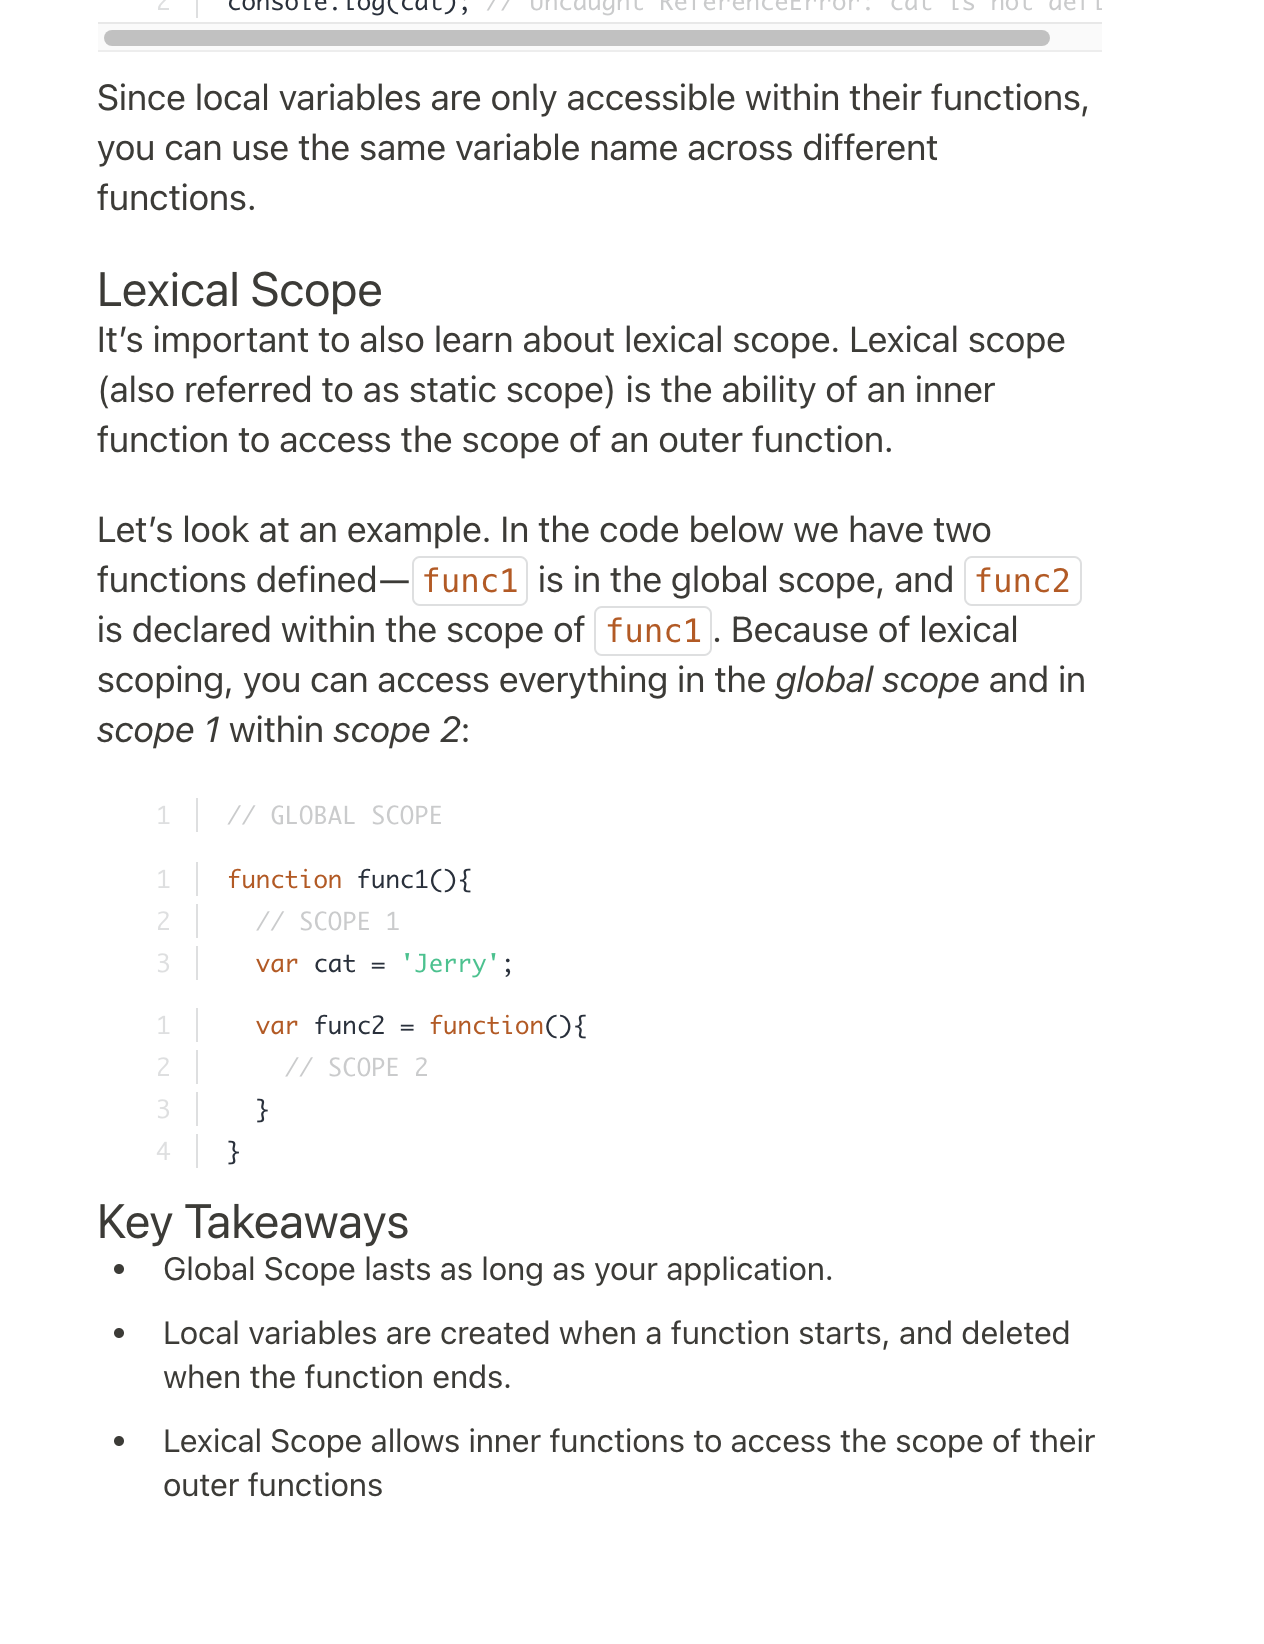 2 console.log(cat); // Uncaught ReferenceError: cat is not defi
Since local variables are only accessible within their functions,
you can use the same variable name across different
functions.
Lexical Scope
It’s important to also learn about lexical scope. Lexical scope
(also referred to as static scope) is the ability of an inner
function to access the scope of an outer function.
Let’s look at an example. In the code below we have two
functions defined—func1 is in the global scope, and func2
is declared within the scope of func1. Because of lexical
scoping, you can access everything in the global scope and in
scope 1 within scope 2:
1 // GLOBAL SCOPE
1 function func1(){
2 // SCOPE 1
3 var cat = 'Jerry';
1 var func2 = function(){
2 // SCOPE 2
3 }
4 }
Key Takeaways
• Global Scope lasts as long as your application.
• Local variables are created when a function starts, and deleted
when the function ends.
• Lexical Scope allows inner functions to access the scope of their
outer functions